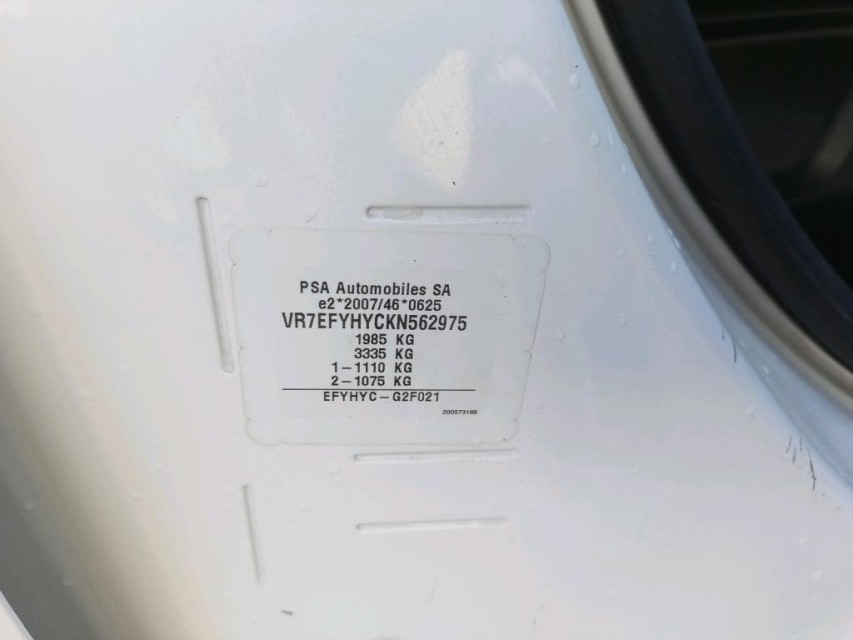 PSA Automobiles SA
e2*2007/46*0625
VR7EFYHYCKN562975
1985 KG
3335 KG
1-1110 KG
2-1075 KG
EFYHYC-G2F021